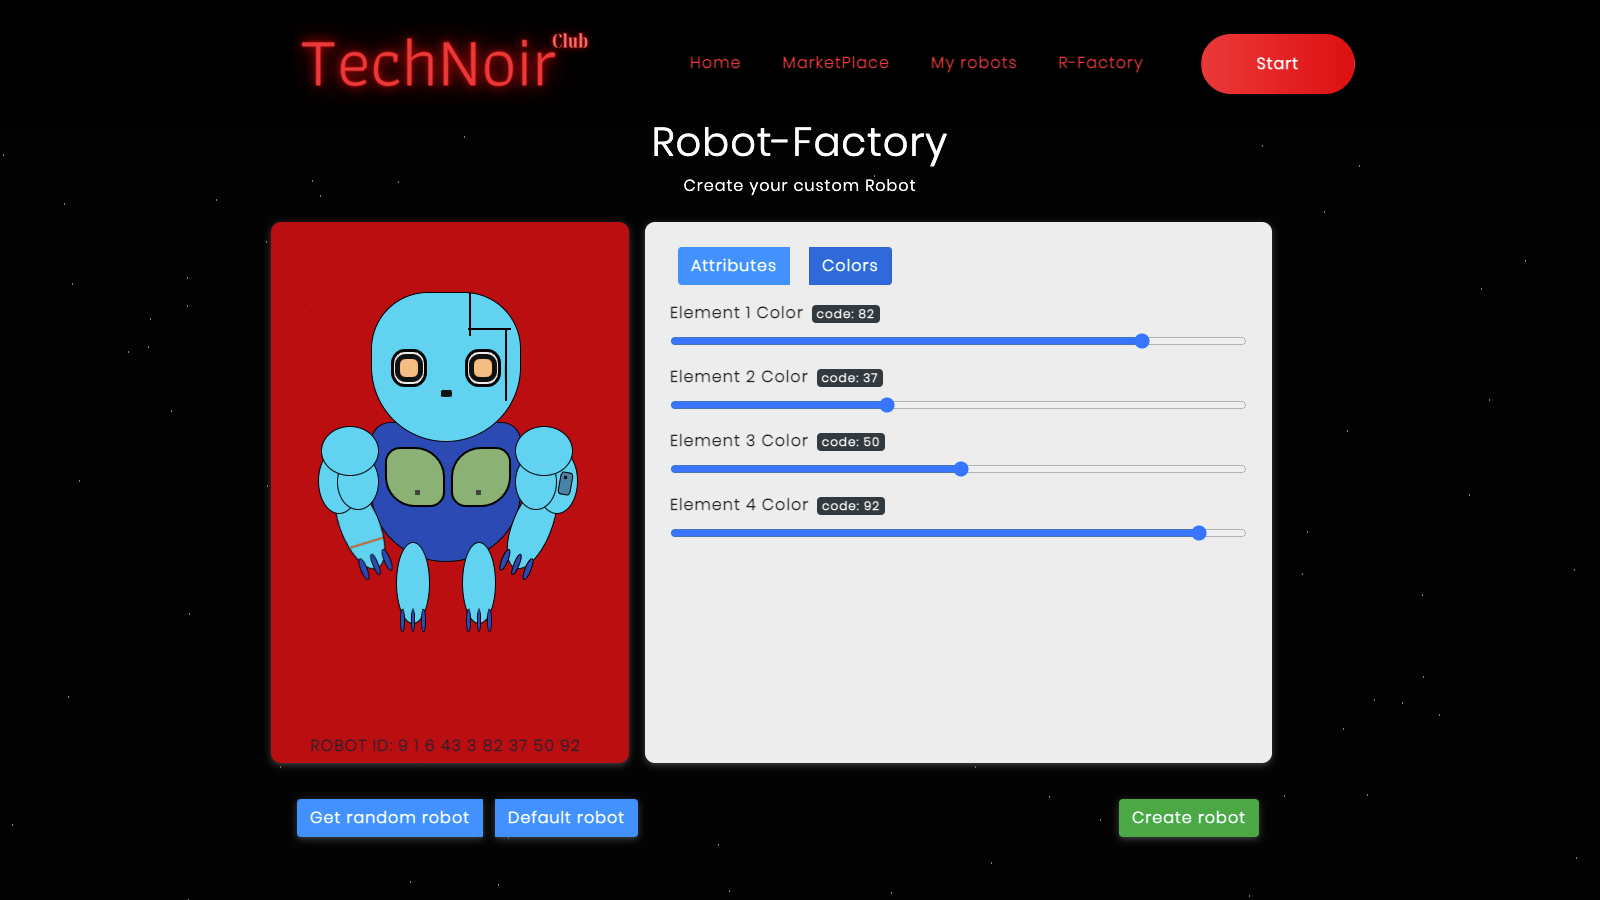 TechNoir Club
Home MarketPlace My robots R-Factory Start
Robot-Factory
Create your custom Robot
Attributes Colors
Element 1 Color code: 82
Element 2 Color code: 37
Element 3 Color code: 50
Element 4 Color code: 92
ROBOT ID: 9 1 6 43 3 82 37 50 92
Get random robot Default robot Create robot